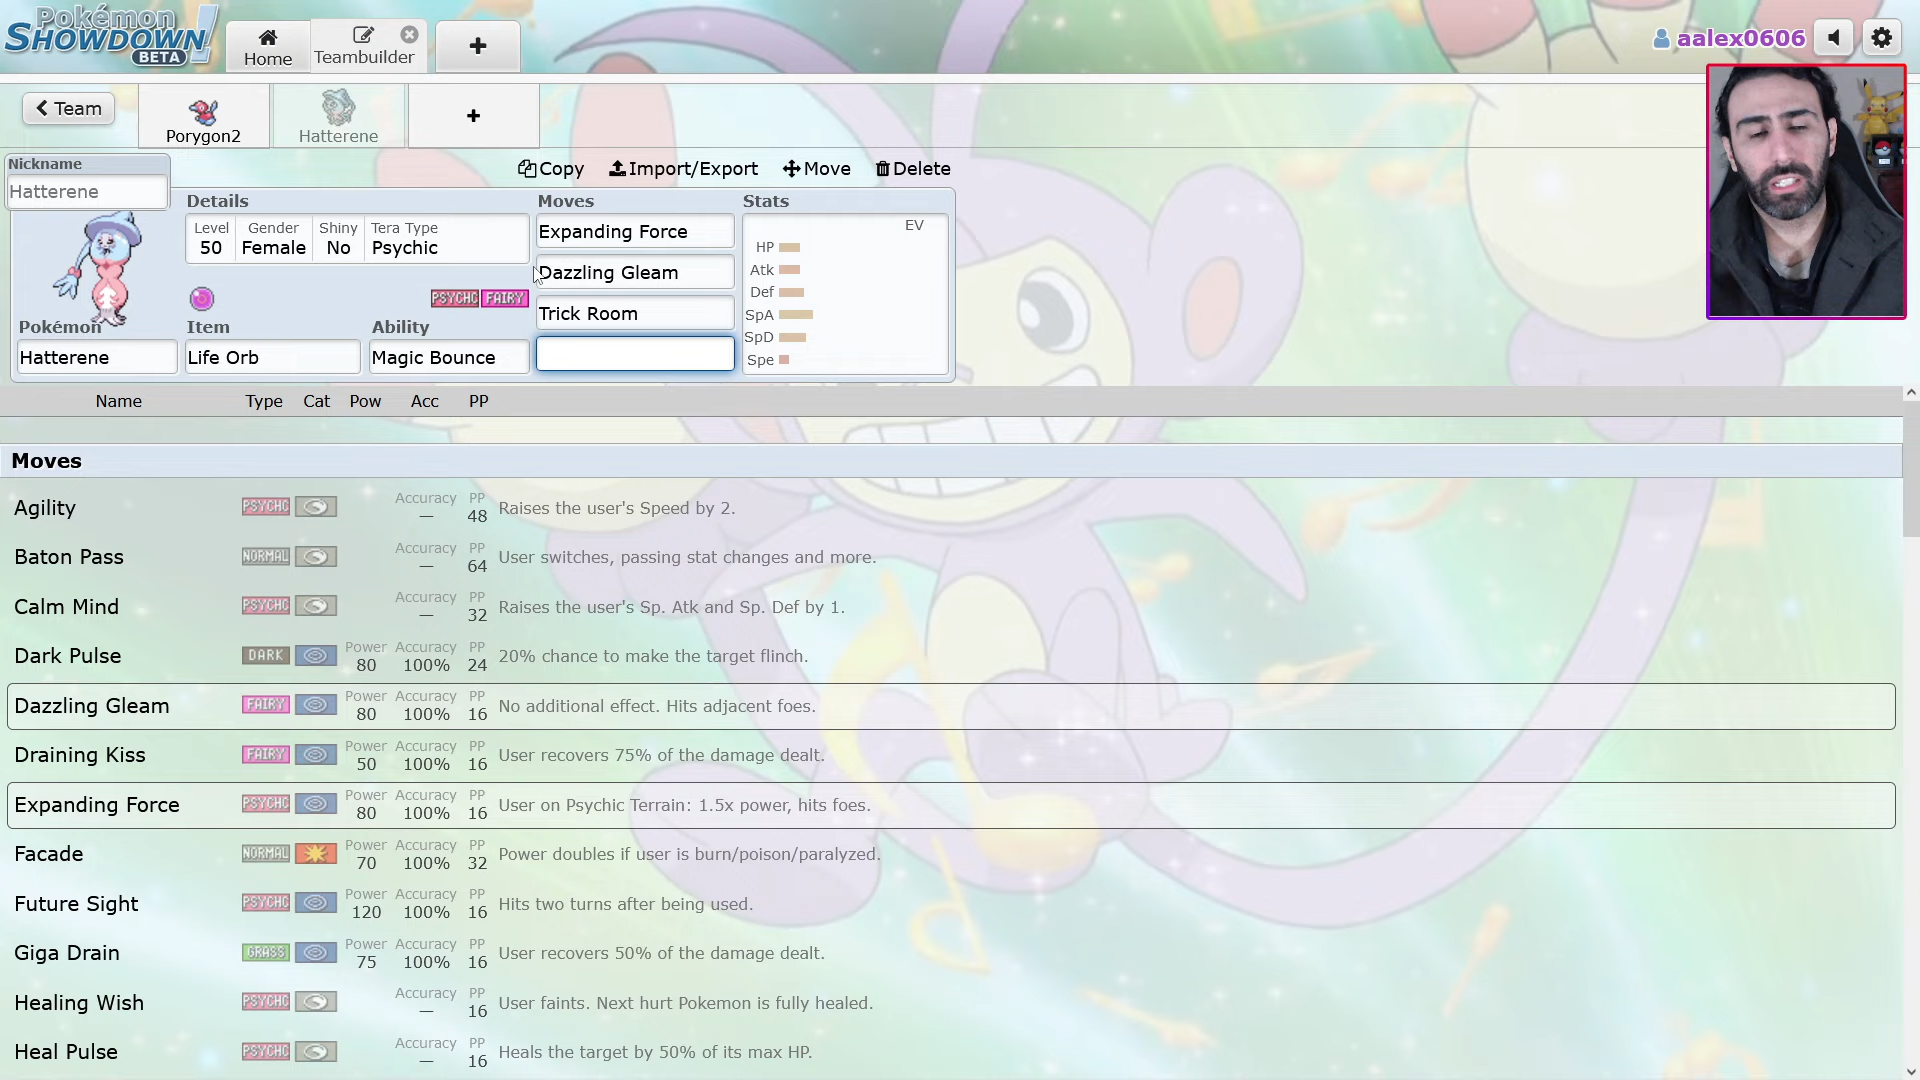 Pokémon
SHOWDOWN!
BETA
Home
Teambuilder
+
aalex0606
Team
Porygon2
Hatterene
+
Nickname
Hatterene
Copy
Import/Export
Move
Delete
Details
Moves
Stats
Level
50
Gender
Female
Shiny
No
Tera Type
Psychic
Expanding Force
Dazzling Gleam
Trick Room
EV
HP
Atk
Def
SpA
SpD
Spe
PSYCHC FAIRY
Pokémon
Hatterene
Item
Life Orb
Ability
Magic Bounce
Name Type Cat Pow Acc PP
Moves
Agility PSYCHC Accuracy — PP 48 Raises the user's Speed by 2.
Baton Pass NORMAL Accuracy — PP 64 User switches, passing stat changes and more.
Calm Mind PSYCHC Accuracy — PP 32 Raises the user's Sp. Atk and Sp. Def by 1.
Dark Pulse DARK Power 80 Accuracy 100% PP 24 20% chance to make the target flinch.
Dazzling Gleam FAIRY Power 80 Accuracy 100% PP 16 No additional effect. Hits adjacent foes.
Draining Kiss FAIRY Power 50 Accuracy 100% PP 16 User recovers 75% of the damage dealt.
Expanding Force PSYCHC Power 80 Accuracy 100% PP 16 User on Psychic Terrain: 1.5x power, hits foes.
Facade NORMAL Power 70 Accuracy 100% PP 32 Power doubles if user is burn/poison/paralyzed.
Future Sight PSYCHC Power 120 Accuracy 100% PP 16 Hits two turns after being used.
Giga Drain GRASS Power 75 Accuracy 100% PP 16 User recovers 50% of the damage dealt.
Healing Wish PSYCHC Accuracy — PP 16 User faints. Next hurt Pokemon is fully healed.
Heal Pulse PSYCHC Accuracy — PP 16 Heals the target by 50% of its max HP.